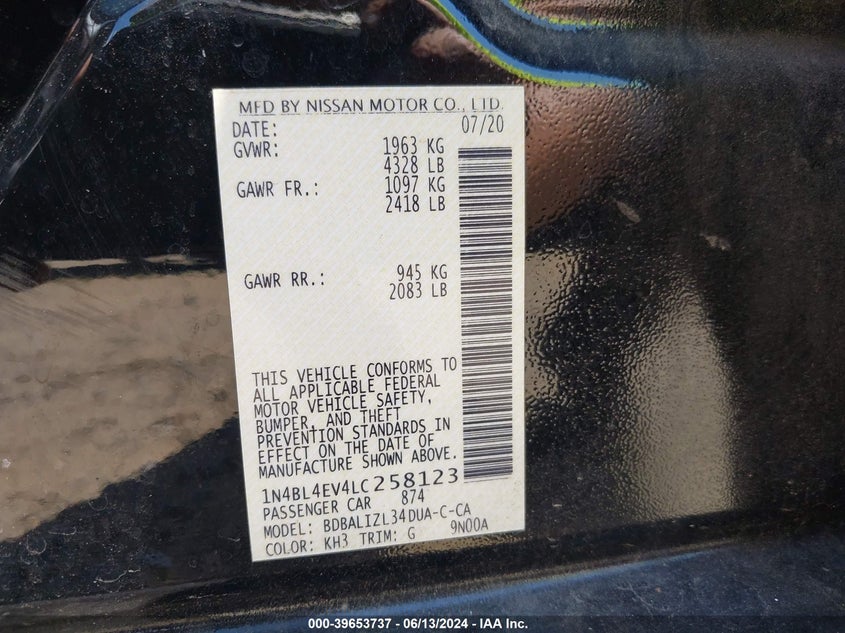 MFD BY NISSAN MOTOR CO., LTD.
DATE: 07/20
GVWR: 1963 KG
4328 LB
GAWR FR.: 1097 KG
2418 LB
GAWR RR.: 945 KG
2083 LB
THIS VEHICLE CONFORMS TO
ALL APPLICABLE FEDERAL
MOTOR VEHICLE SAFETY,
BUMPER, AND THEFT
PREVENTION STANDARDS IN
EFFECT ON THE DATE OF
MANUFACTURE SHOWN ABOVE.
1N4BL4EV4LC258123
PASSENGER CAR 874
MODEL: BDBALIZL34DUA-C-CA
COLOR: KH3 TRIM: G 9N00A
000-39653737 - 06/13/2024 - IAA Inc.